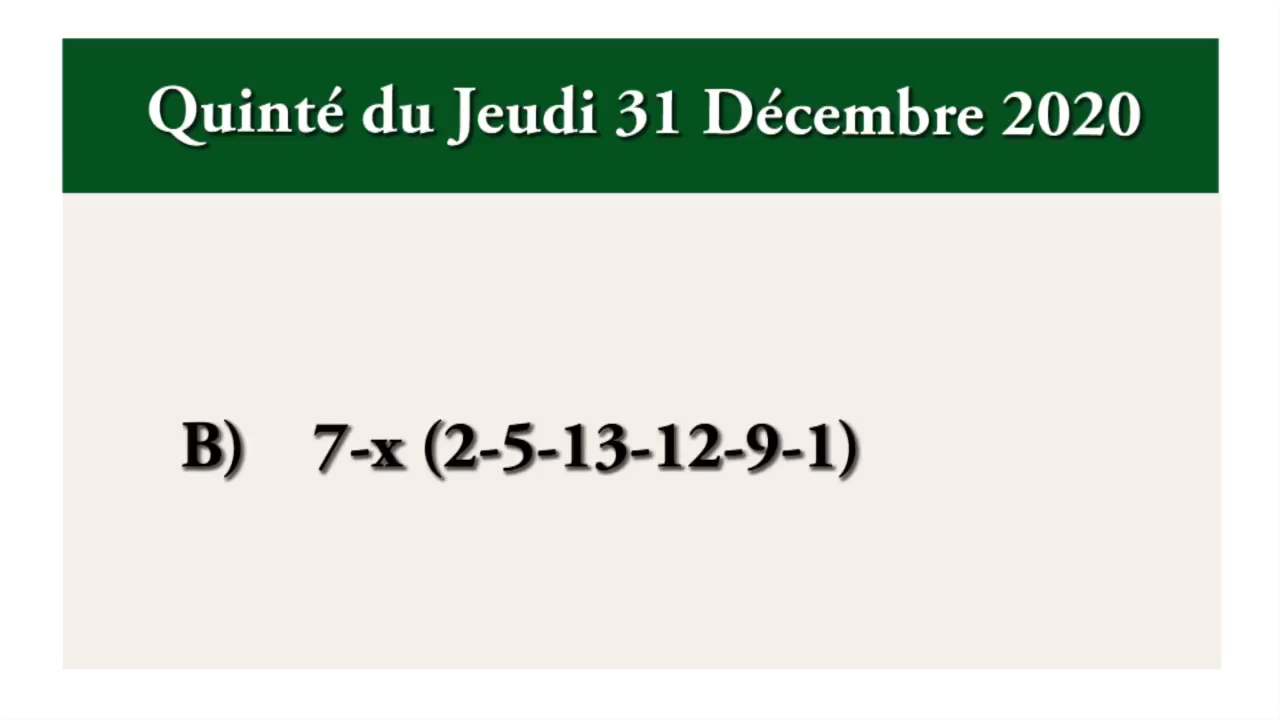 Quinté du Jeudi 31 Décembre 2020
B) 7-x (2-5-13-12-9-1)